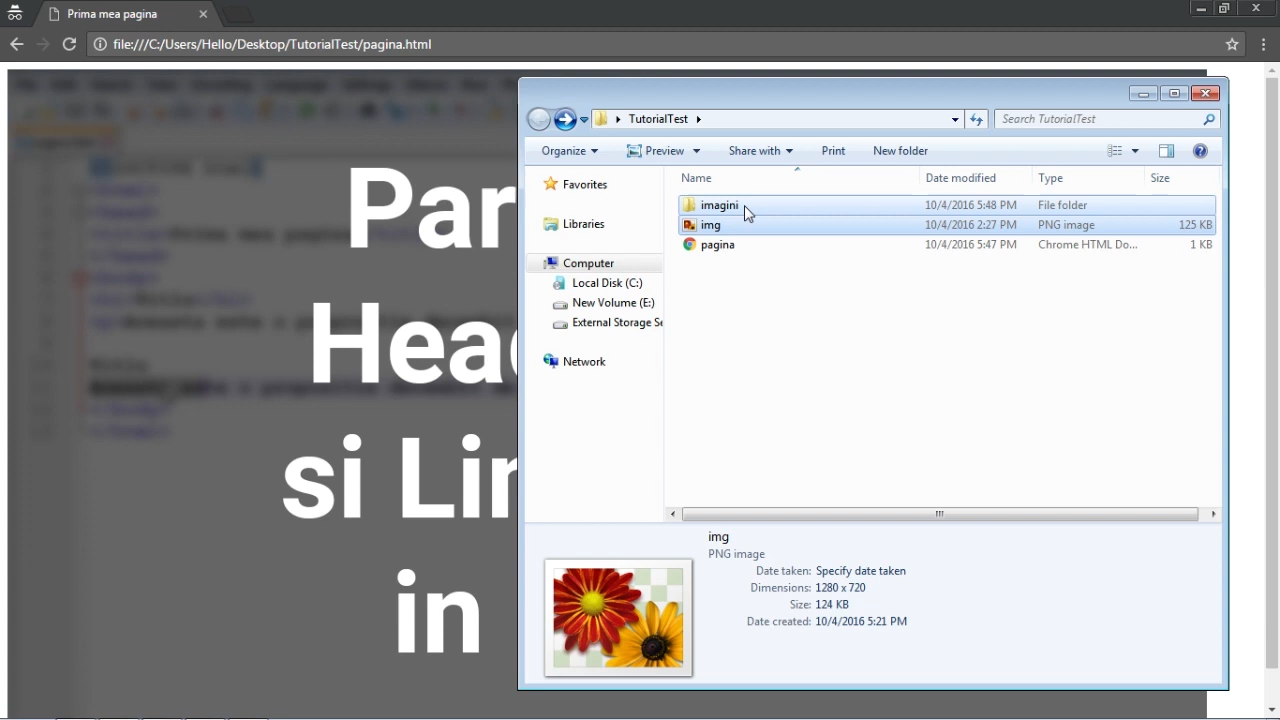 Prima mea pagina
file:///C:/Users/Hello/Desktop/TutorialTest/pagina.html
TutorialTest
Search TutorialTest
Organize Preview Share with Print New folder
Name Date modified Type Size
Favorites
Libraries
Computer
Local Disk (C:)
New Volume (E:)
External Storage Se
Network
imagini 10/4/2016 5:48 PM File folder
img 10/4/2016 2:27 PM PNG image 125 KB
pagina 10/4/2016 5:47 PM Chrome HTML Do... 1 KB
Par
Head
si Lin
in
img
PNG image
Date taken: Specify date taken
Dimensions: 1280 x 720
Size: 124 KB
Date created: 10/4/2016 5:21 PM